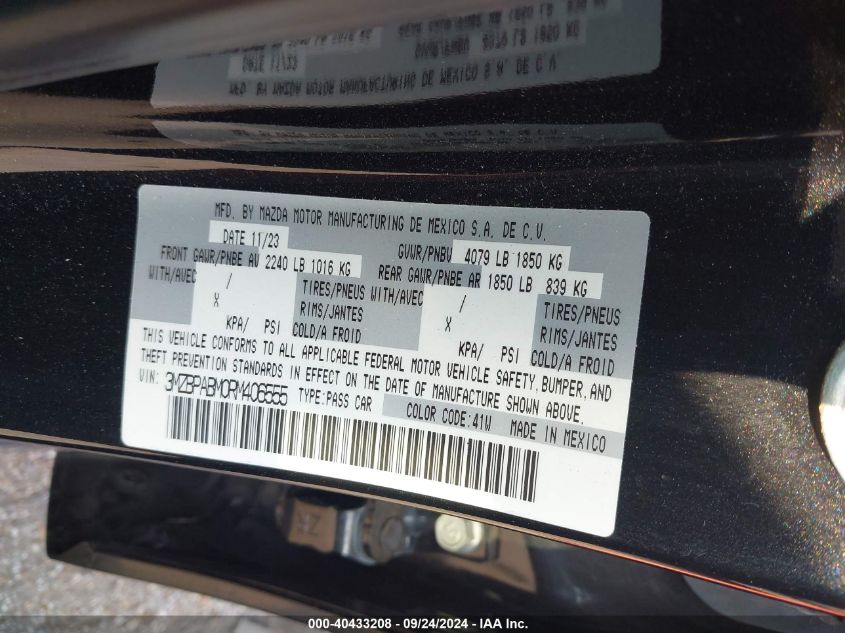 MFD. BY MAZDA MOTOR MANUFACTURING DE MEXICO S.A. DE C.V.
DATE 11/23 GVWR/PNBV 4079 LB 1850 KG
FRONT GAWR/PNBE AV 2240 LB 1016 KG REAR GAWR/PNBE AR 1850 LB 839 KG
WITH/AVEC / TIRES/PNEUS WITH/AVEC / TIRES/PNEUS
X RIMS/JANTES X RIMS/JANTES
KPA/ PSI COLD/A FROID KPA/ PSI COLD/A FROID
THIS VEHICLE CONFORMS TO ALL APPLICABLE FEDERAL MOTOR VEHICLE SAFETY, BUMPER, AND
THEFT PREVENTION STANDARDS IN EFFECT ON THE DATE OF MANUFACTURE SHOWN ABOVE.
VIN: 3MZBPABM0RM406555 TYPE:PASS CAR COLOR CODE:41W MADE IN MEXICO
000-40433208 - 09/24/2024 - IAA Inc.